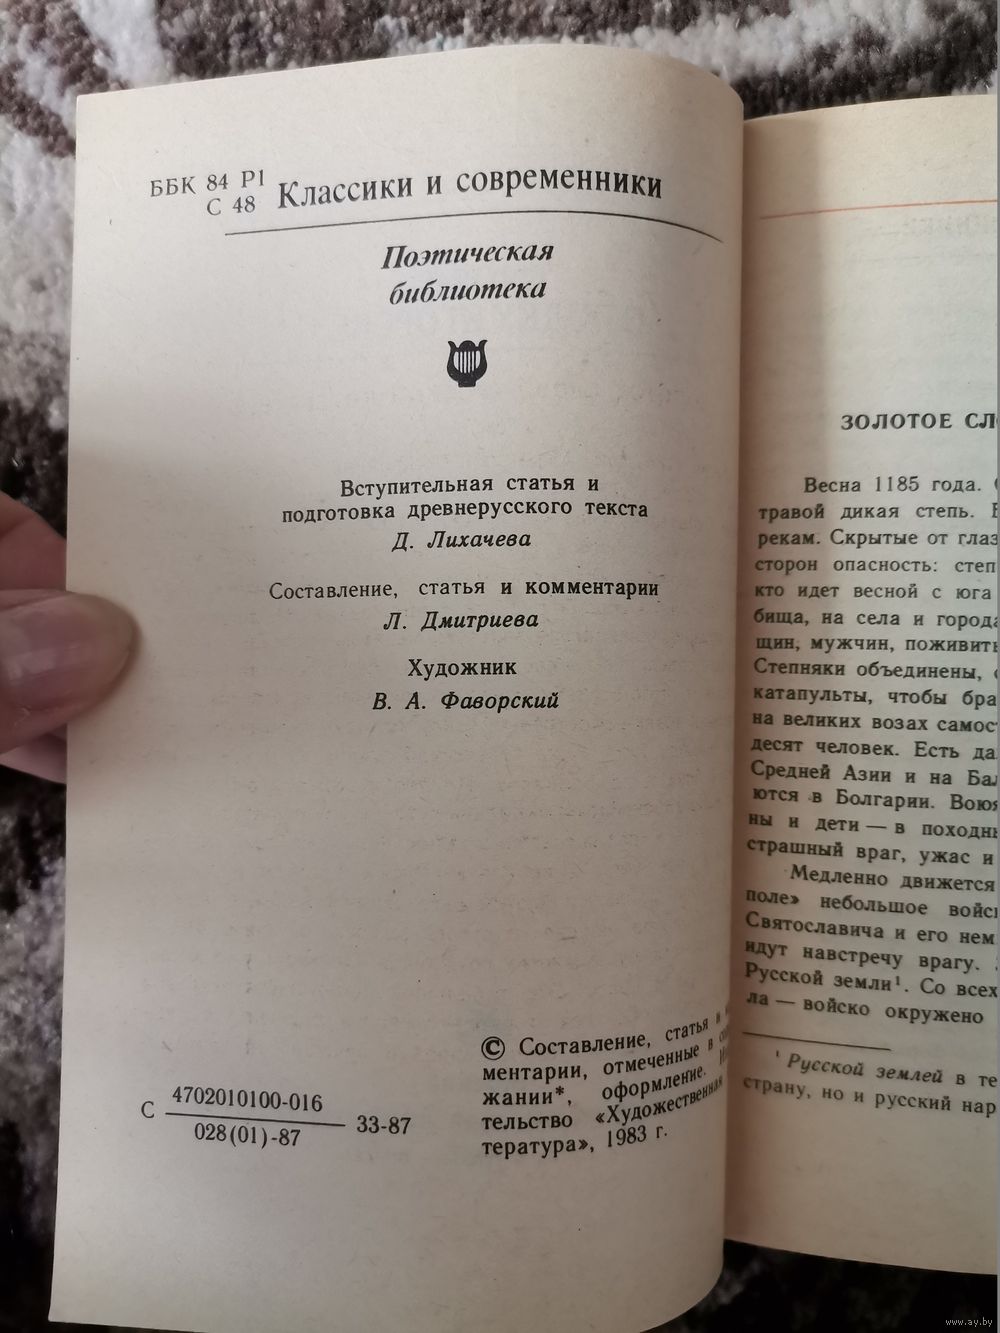 ББК 84 Р1
С 48
Классики и современники
Поэтическая
библиотека
Вступительная статья и
подготовка древнерусского текста
Д. Лихачева
Составление, статья и комментарии
Л. Дмитриева
Художник
В. А. Фаворский
С 4702010100-016
028(01)-87 33-87
© Составление, статья и
ментарии, отмеченные в
жании*, оформление.
тельство «Художественная
тература», 1983 г.
ЗОЛОТОЕ
Весна 1185 года.
травой дикая степь.
рекам. Скрытые от глаз
сторон опасность: степ
кто идет весной с юга
бища, на села и города
щин, мужчин, поживить
Степняки объединены,
катапульты, чтобы бра
на великих возах самос
десят человек. Есть да
Средней Азии и на Бал
ются в Болгарии. Воюя
ны и дети — в походн
страшный враг, ужас и
Медленно движется
поле» небольшое войс
Святославича и его нем
идут навстречу врагу.
Русской земли¹. Со всех
ла — войско окружено
¹ Русской землей в те
страну, но и русский нар
www.ay.by